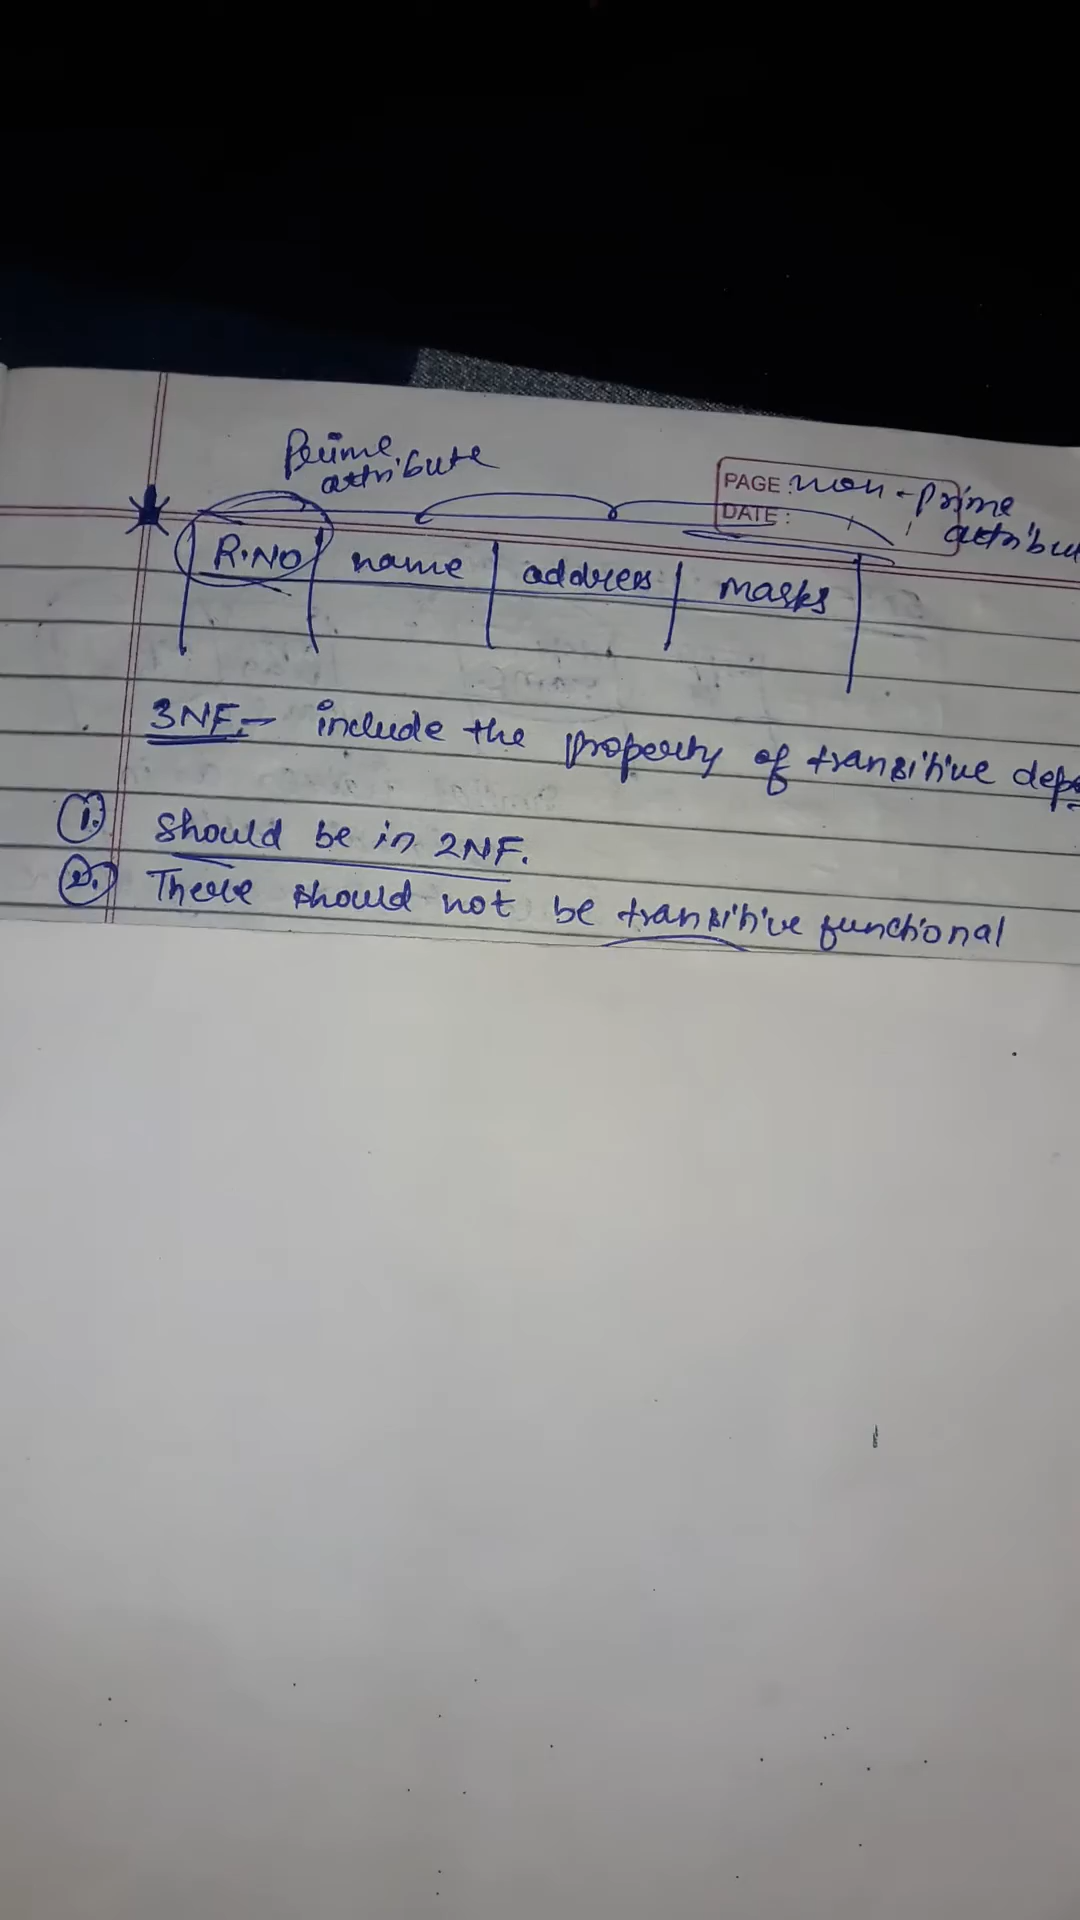 Prime
attribute
PAGE: non-prime
DATE:
attribu
R.NO name address marks
3NF:- include the property of transitive dep
1. should be in 2NF.
2. There should not be transitive functional